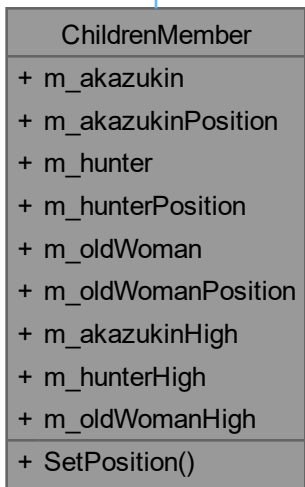 ChildrenMember
+ m_akazukin
+ m_akazukinPosition
+ m_hunter
+ m_hunterPosition
+ m_oldWoman
+ m_oldWomanPosition
+ m_akazukinHigh
+ m_hunterHigh
+ m_oldWomanHigh
+ SetPosition()